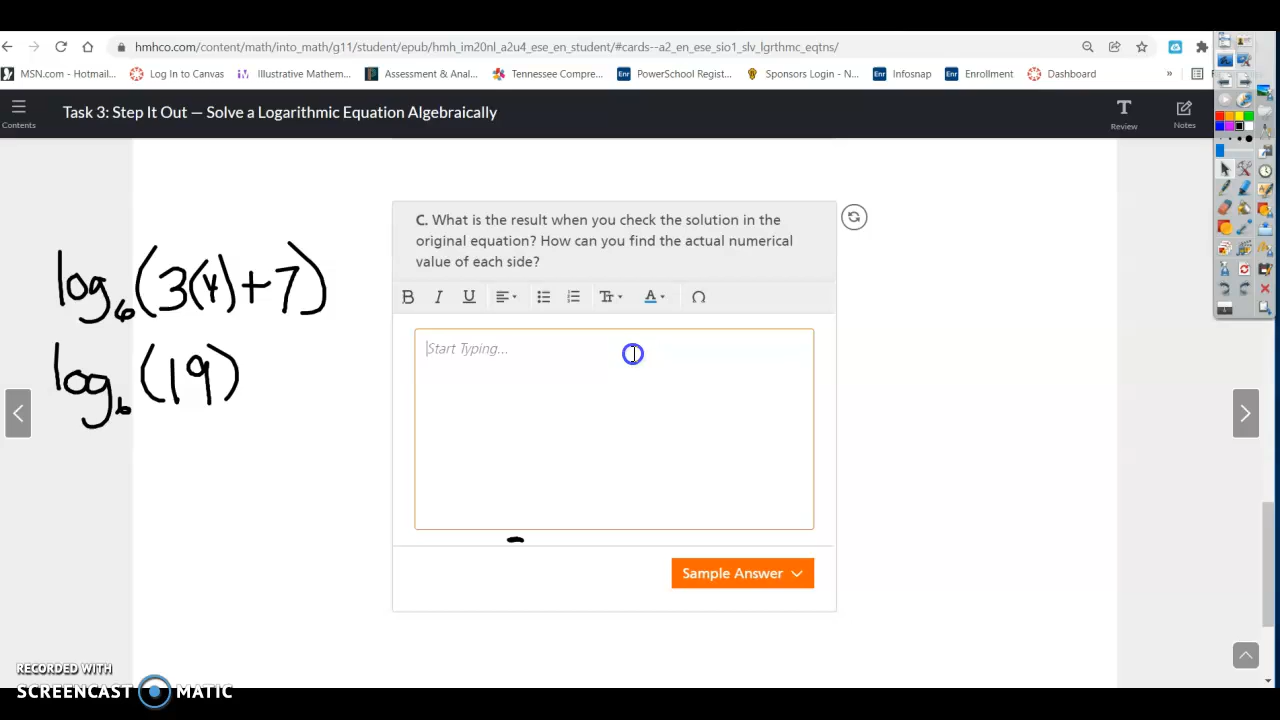 hmhco.com/content/math/into_math/g11/student/epub/hmh_im20nl_a2u4_ese_en_student/#cards--a2_en_ese_sio1_slv_lgrthmc_eqtns/
MSN.com - Hotmail... Log In to Canvas Illustrative Mathem... Assessment & Anal... Tennessee Compre... Enr PowerSchool Regist... Sponsors Login - N... Enr Infosnap Enr Enrollment Dashboard »
Task 3: Step It Out — Solve a Logarithmic Equation Algebraically
Contents
T
Review
Notes
C. What is the result when you check the solution in the
original equation? How can you find the actual numerical
value of each side?
B I U Tr A Ω
Start Typing...
log₆(3(4)+7)
log₆(19)
Sample Answer
RECORDED WITH
SCREENCAST MATIC